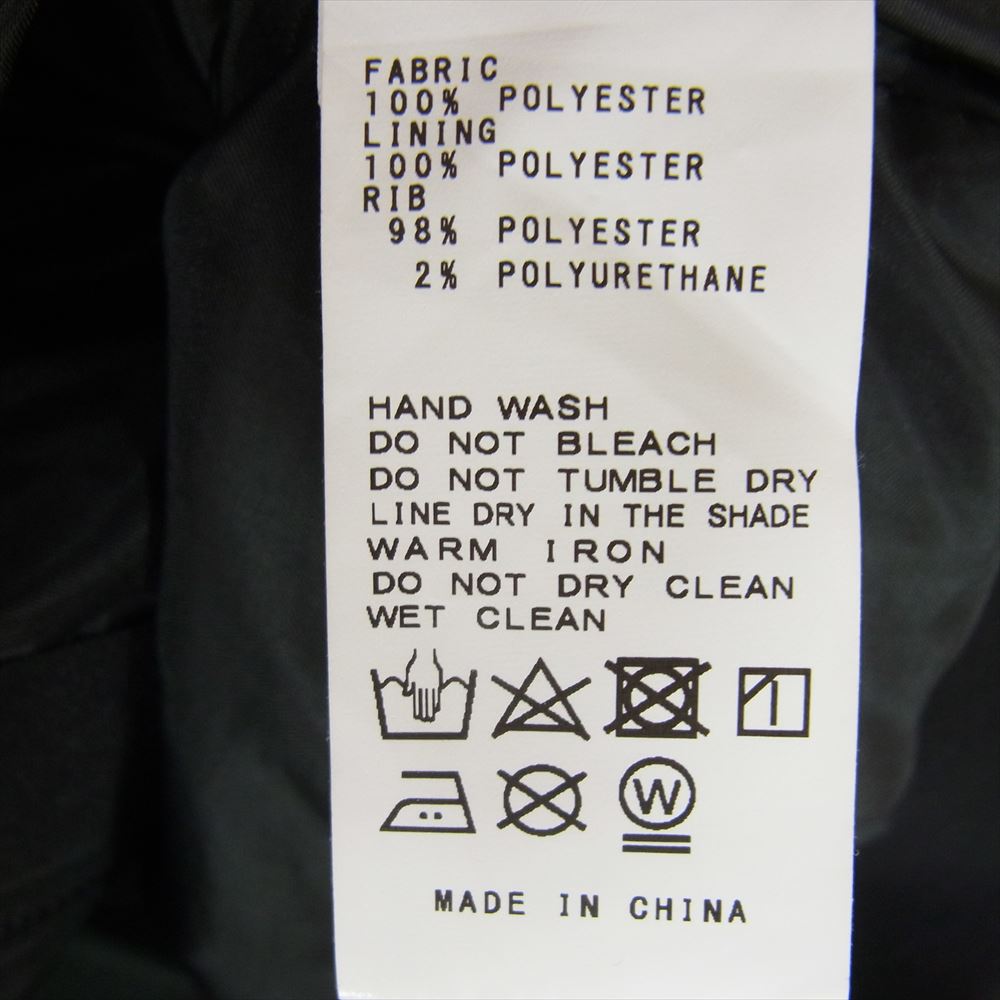 FABRIC
100% POLYESTER
LINING
100% POLYESTER
RIB
98% POLYESTER
2% POLYURETHANE
HAND WASH
DO NOT BLEACH
DO NOT TUMBLE DRY
LINE DRY IN THE SHADE
WARM IRON
DO NOT DRY CLEAN
WET CLEAN
W
MADE IN CHINA